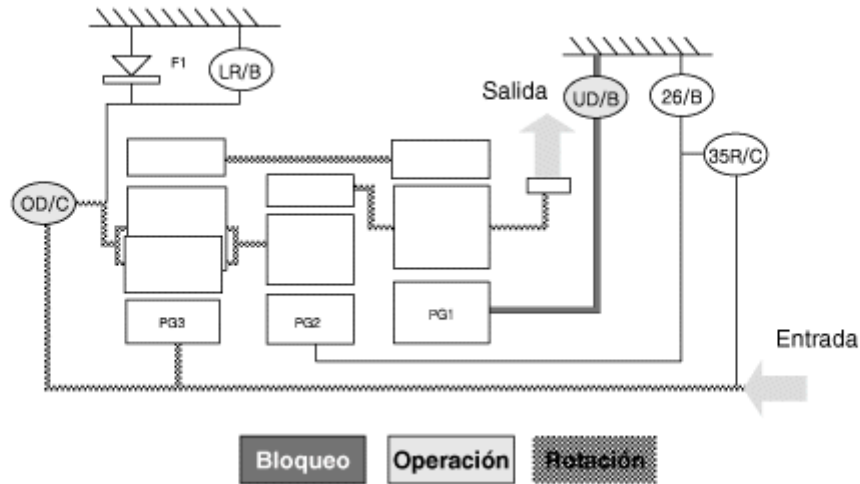 F1
LR/B
Salida
UD/B
26/B
35R/C
OD/C
PG3
PG2
PG1
Entrada
Bloqueo
Operación
Rotación